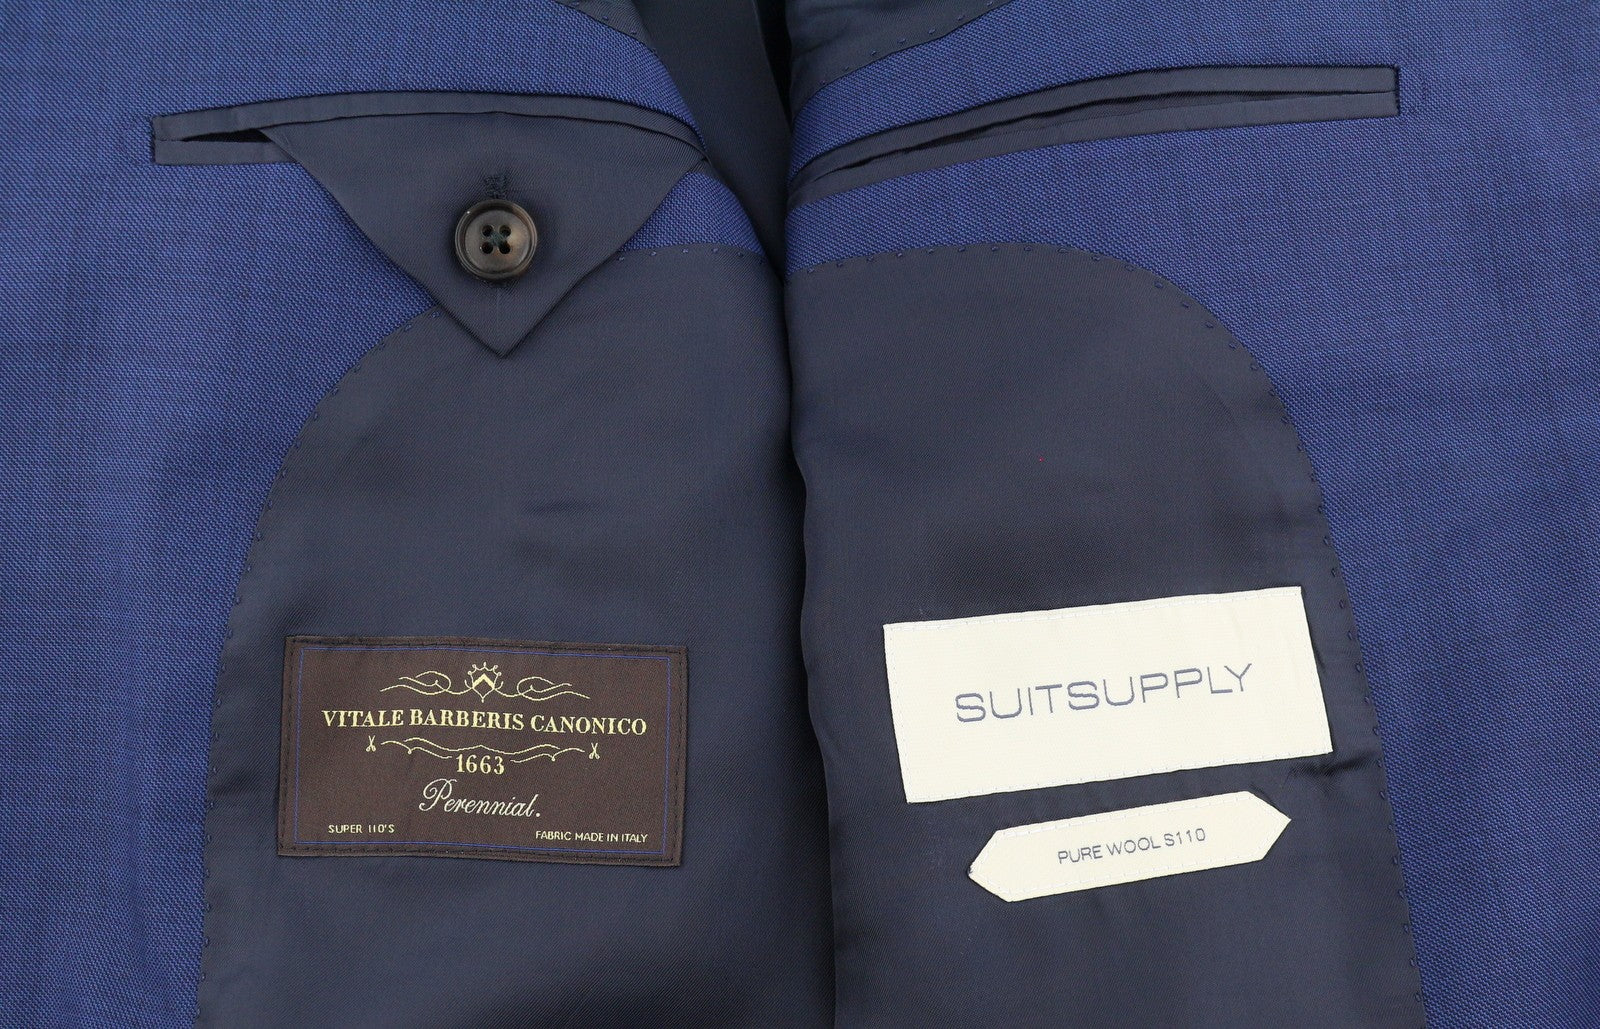 VITALE BARBERIS CANONICO
1663
Perennial.
SUPER 110'S
FABRIC MADE IN ITALY
SUITSUPPLY
PURE WOOL S110